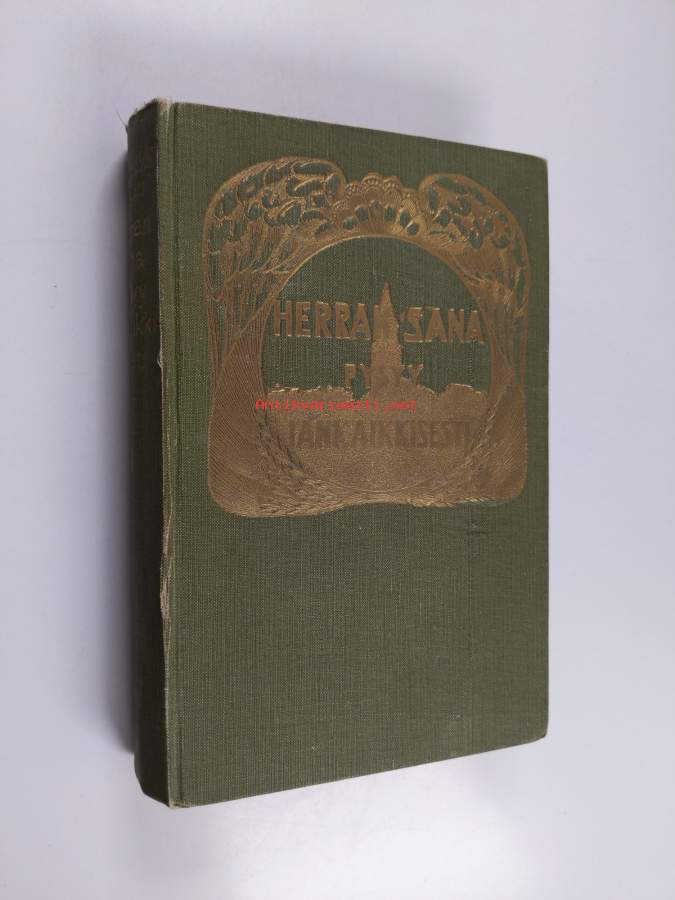 HERRAN SANA
PYSYY
IANKAIKKISESTI
Antikvariaatti.net